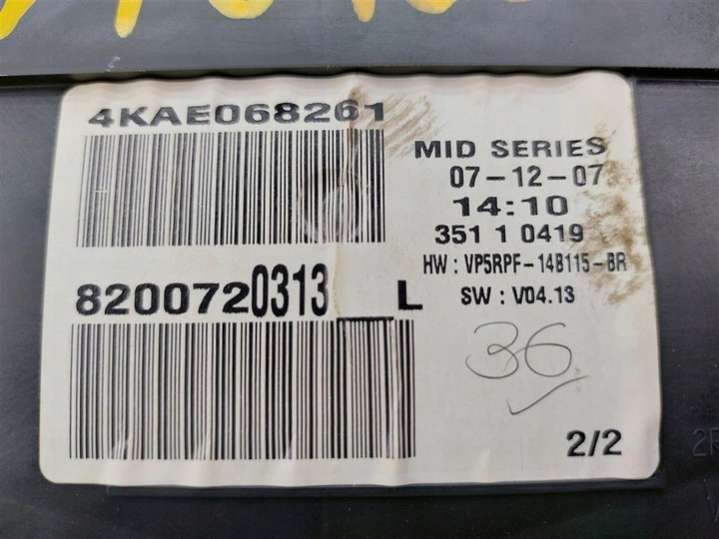 4KAE068261
MID SERIES
07-12-07
14:10
351 1 0419
HW : VP5RPF-14B115-BR
SW : V04.13
8200720313__L
36
2/2